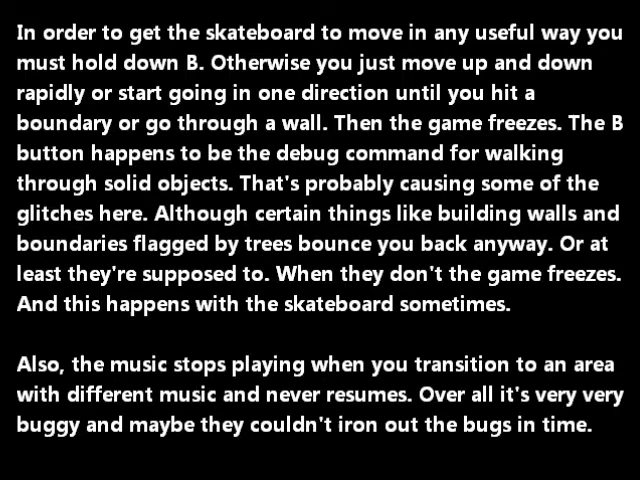 In order to get the skateboard to move in any useful way you
must hold down B. Otherwise you just move up and down
rapidly or start going in one direction until you hit a
boundary or go through a wall. Then the game freezes. The B
button happens to be the debug command for walking
through solid objects. That's probably causing some of the
glitches here. Although certain things like building walls and
boundaries flagged by trees bounce you back anyway. Or at
least they're supposed to. When they don't the game freezes.
And this happens with the skateboard sometimes.

Also, the music stops playing when you transition to an area
with different music and never resumes. Over all it's very very
buggy and maybe they couldn't iron out the bugs in time.